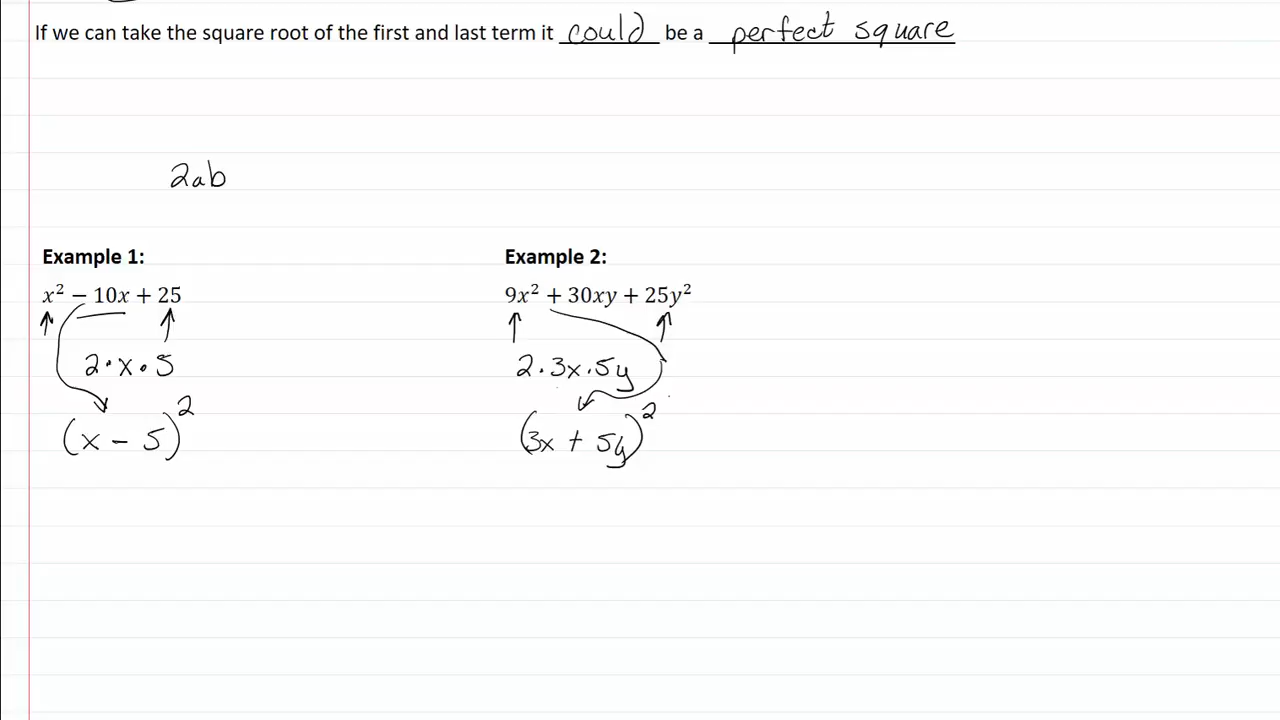 If we can take the square root of the first and last term it could be a perfect square
2ab
Example 1:
x² − 10x + 25
2 · x · 5
(x − 5)²
Example 2:
9x² + 30xy + 25y²
2 · 3x · 5y
(3x + 5y)²